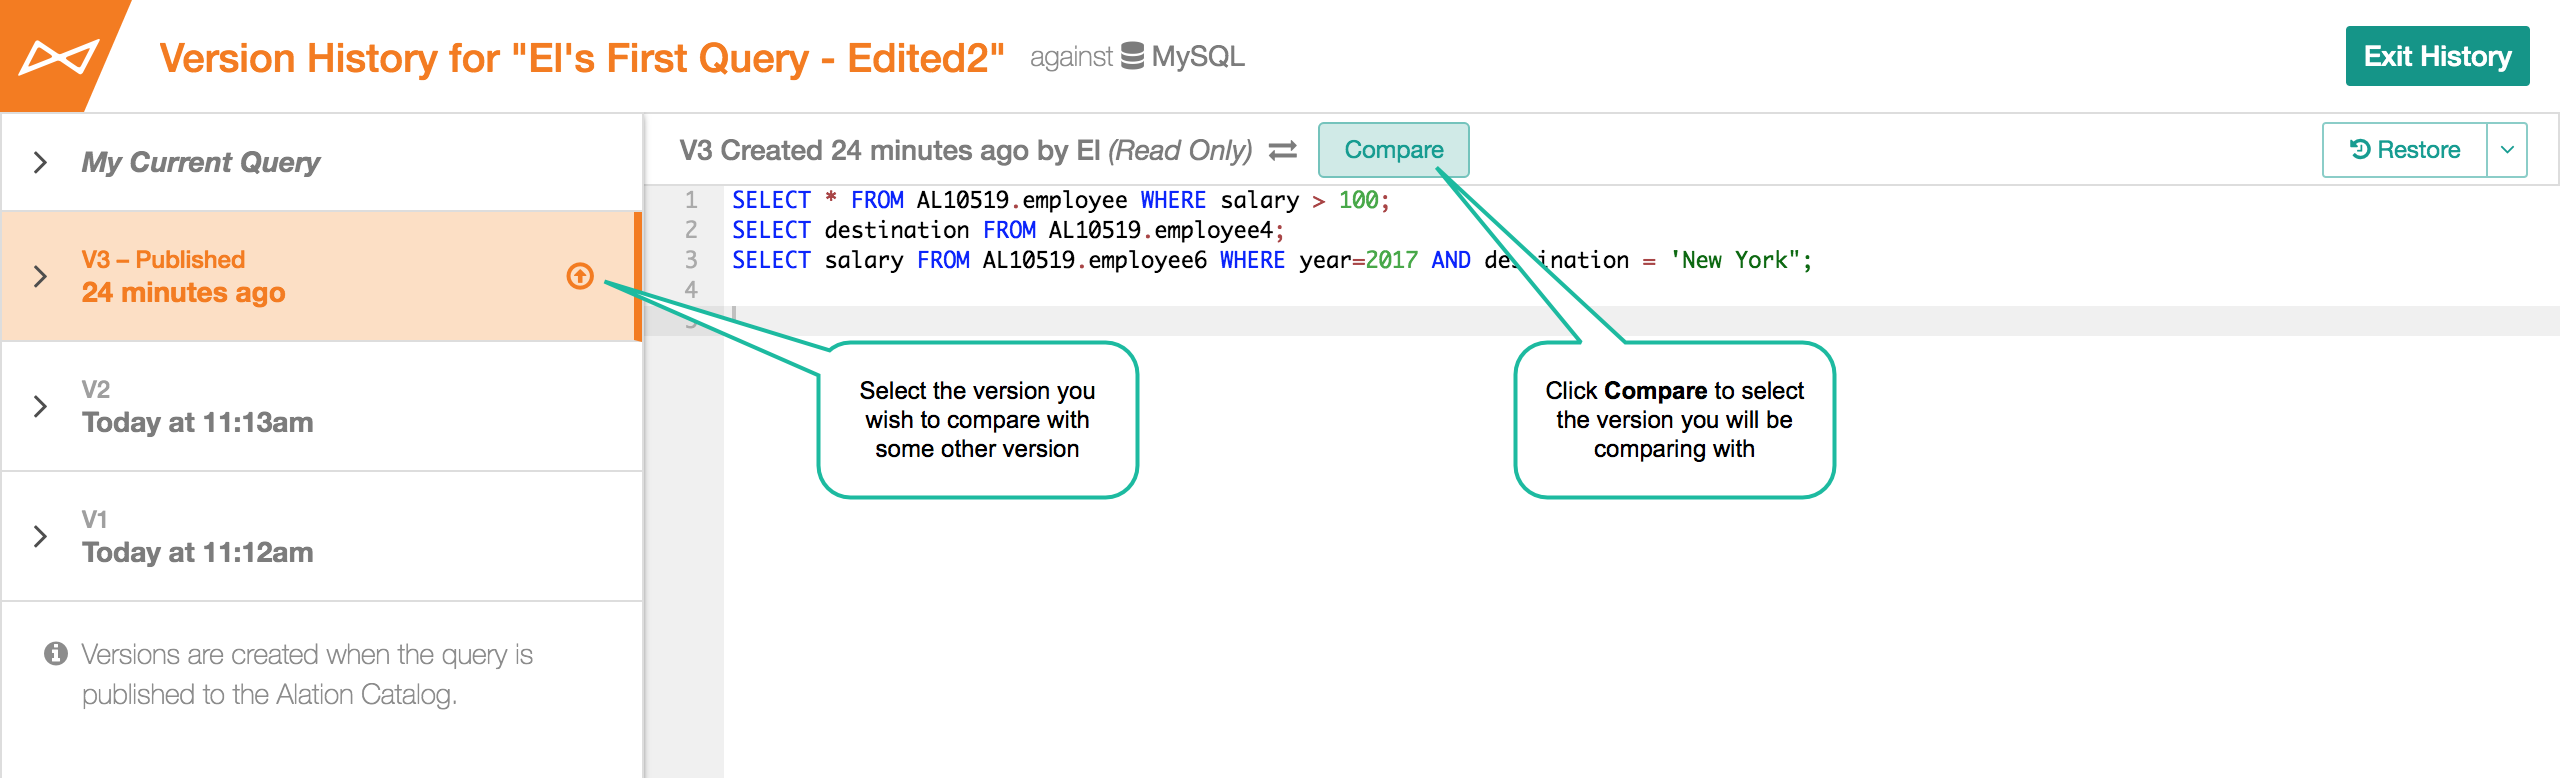 Version History for "El's First Query - Edited2" against MySQL
Exit History
My Current Query
V3 – Published
24 minutes ago
V2
Today at 11:13am
V1
Today at 11:12am
Versions are created when the query is
published to the Alation Catalog.
V3 Created 24 minutes ago by El (Read Only) Compare
Restore
1 SELECT * FROM AL10519.employee WHERE salary > 100;
2 SELECT destination FROM AL10519.employee4;
3 SELECT salary FROM AL10519.employee6 WHERE year=2017 AND destination = 'New York";
4
5
Select the version you
wish to compare with
some other version
Click Compare to select
the version you will be
comparing with